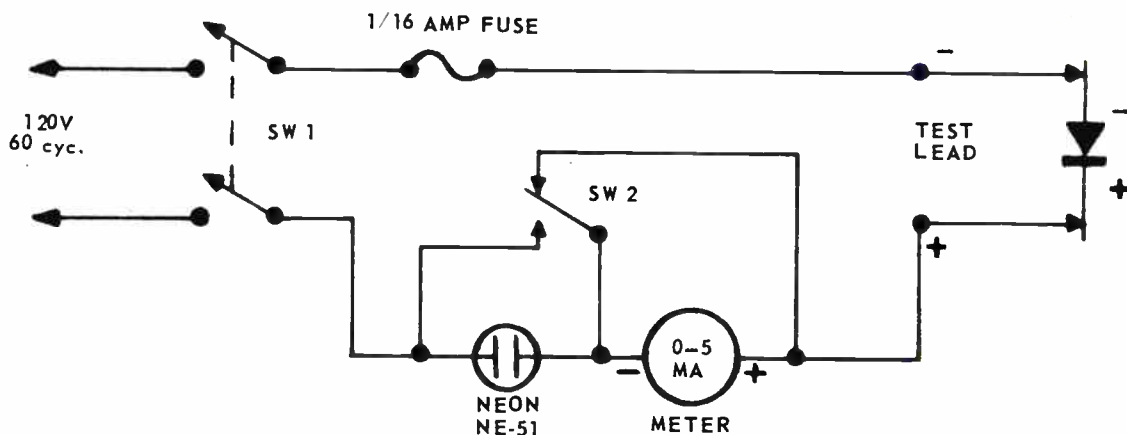 1/16 AMP FUSE
-
120V
60 cyc.
SW 1
TEST
LEAD
-
SW 2
+
+
0-5
MA
-
+
NEON
NE-51
METER